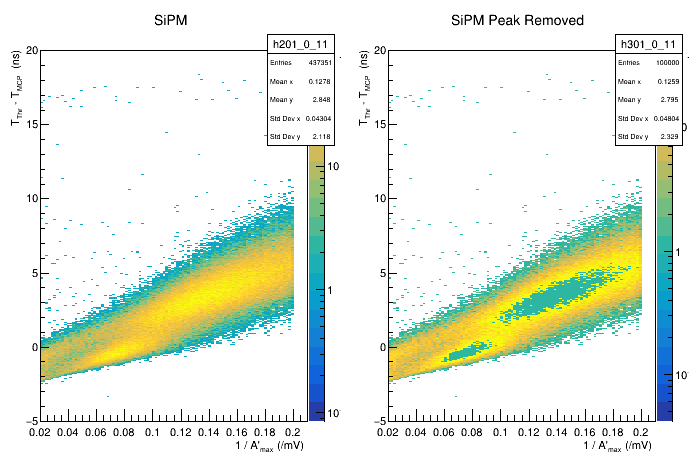 SiPM
SiPM Peak Removed
h201_0_11
Entries 437351
Mean x 0.1278
Mean y 2.848
Std Dev x 0.04304
Std Dev y 2.118
T_Thr - T_MCP (ns)
20
15
10
5
0
−5
0.02 0.04 0.06 0.08 0.1 0.12 0.14 0.16 0.18 0.2
1 / A'_max (/mV)
10
1
10⁻
h301_0_11
Entries 100000
Mean x 0.1259
Mean y 2.795
Std Dev x 0.04804
Std Dev y 2.329
T_Thr - T_MCP (ns)
20
15
10
5
0
−5
0.02 0.04 0.06 0.08 0.1 0.12 0.14 0.16 0.18 0.2
1 / A'_max (/mV)
1
10⁻